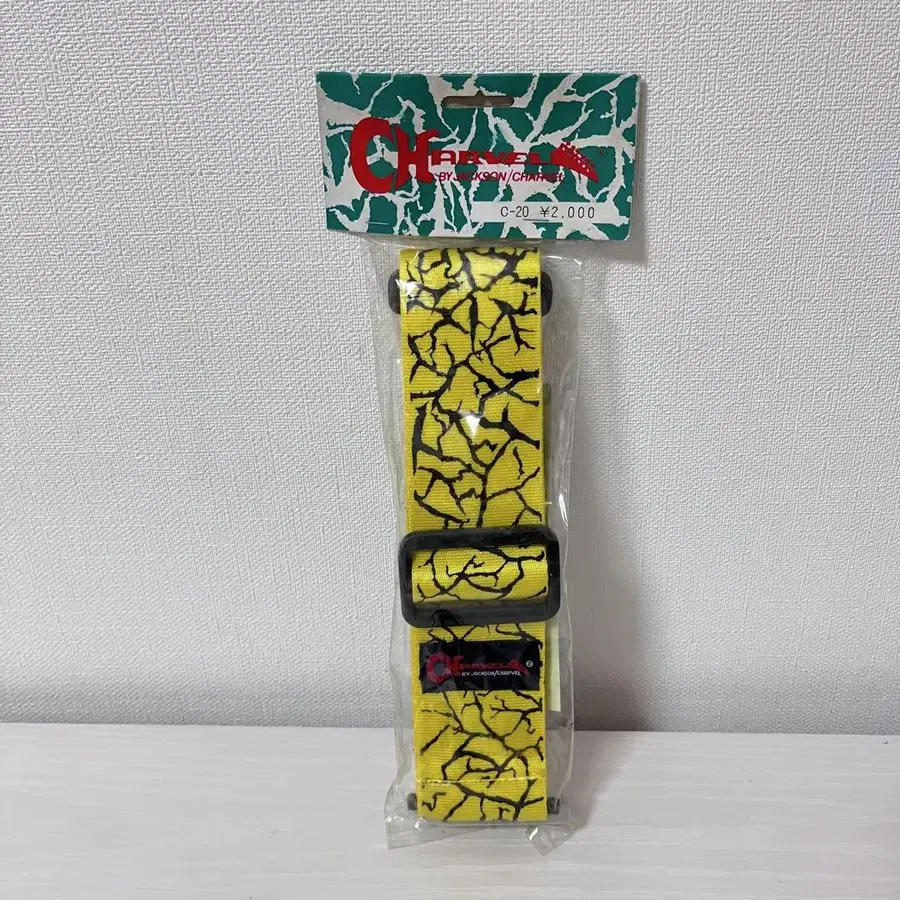 CHARVEL
BY JACKSON/CHARVEL
C-20 ¥2,000
CHARVEL ®
BY JACKSON/CHARVEL